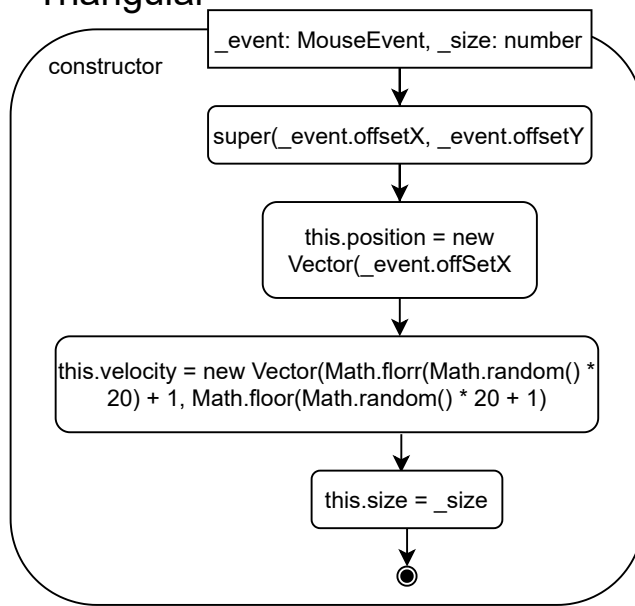 Triangular
_event: MouseEvent, _size: number
constructor
super(_event.offsetX, _event.offsetY
this.position = new
Vector(_event.offSetX
this.velocity = new Vector(Math.florr(Math.random() *
20) + 1, Math.floor(Math.random() * 20 + 1)
this.size = _size